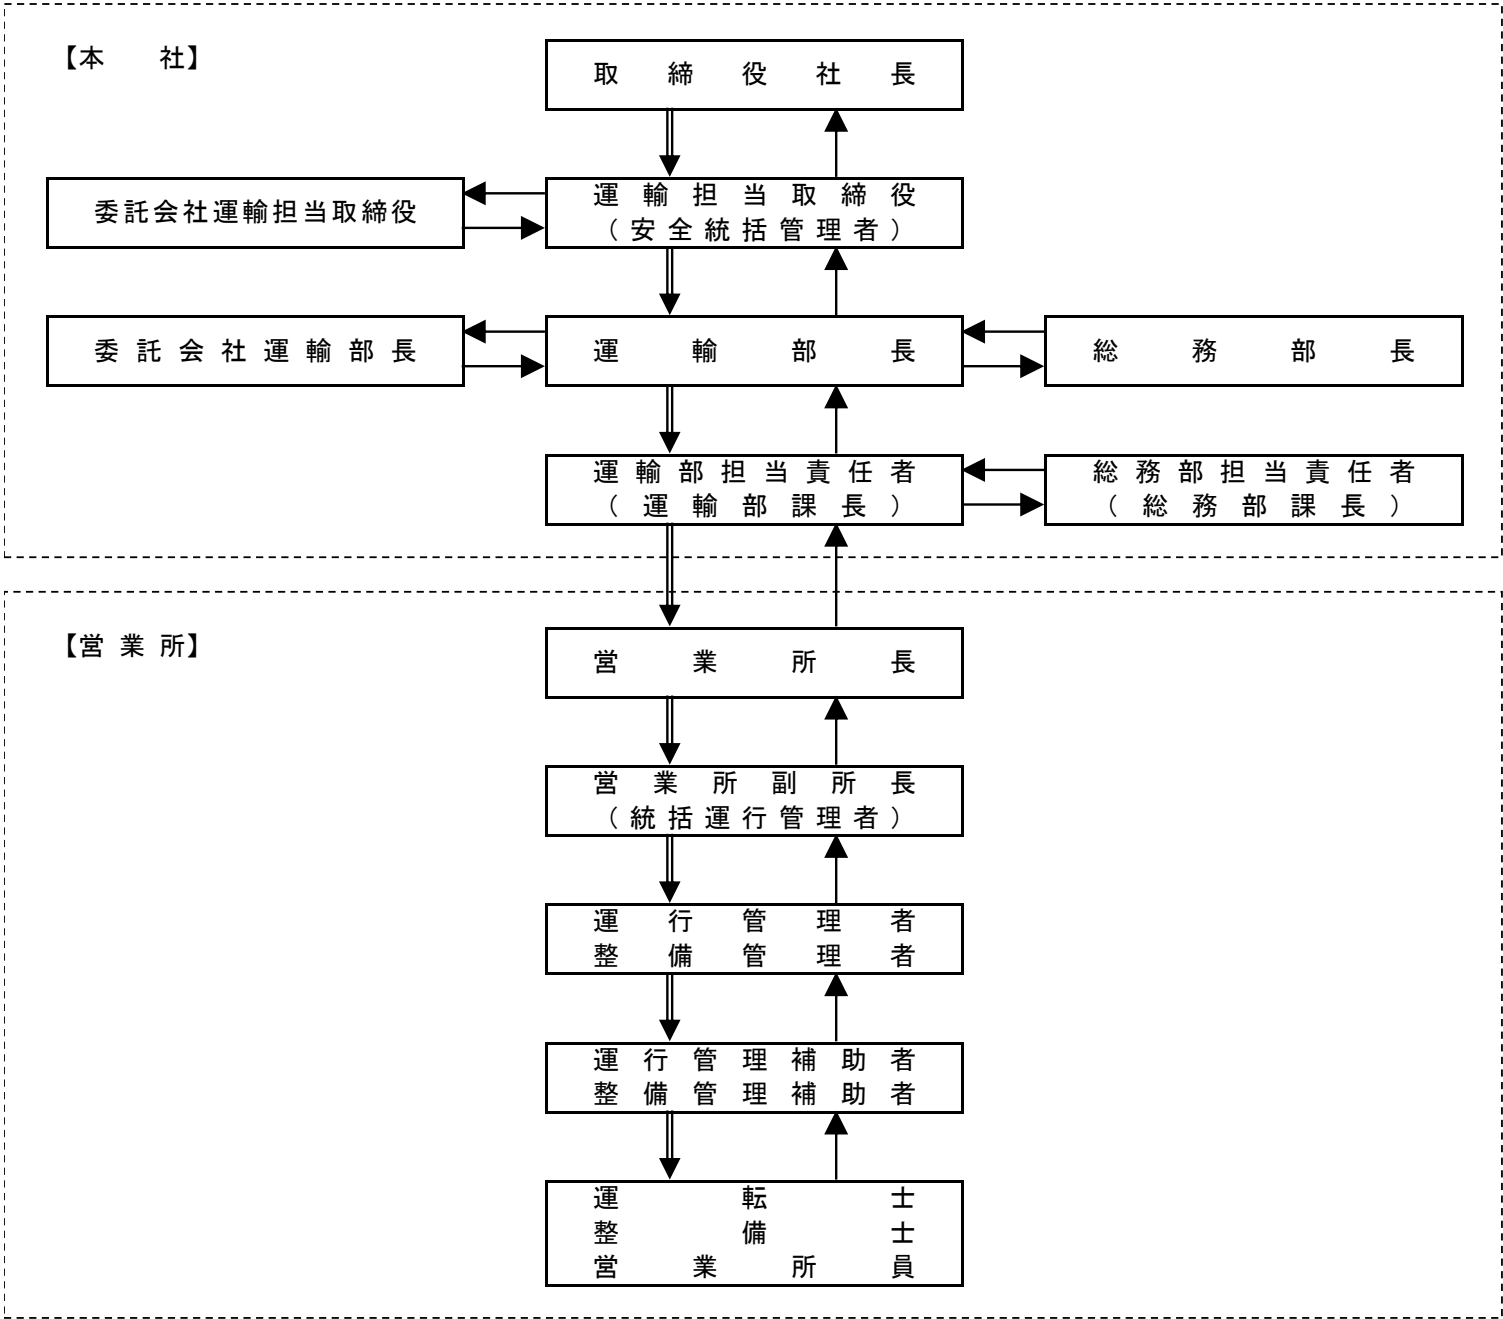 【本　社】
取締役社長
委託会社運輸担当取締役
運輸担当取締役
（安全統括管理者）
委託会社運輸部長
運輸部長
総務部長
運輸部担当責任者
（運輸部課長）
総務部担当責任者
（総務部課長）
【営業所】
営業所長
営業所副所長
（統括運行管理者）
運行管理者
整備管理者
運行管理補助者
整備管理補助者
運転士
整備士
営業所員